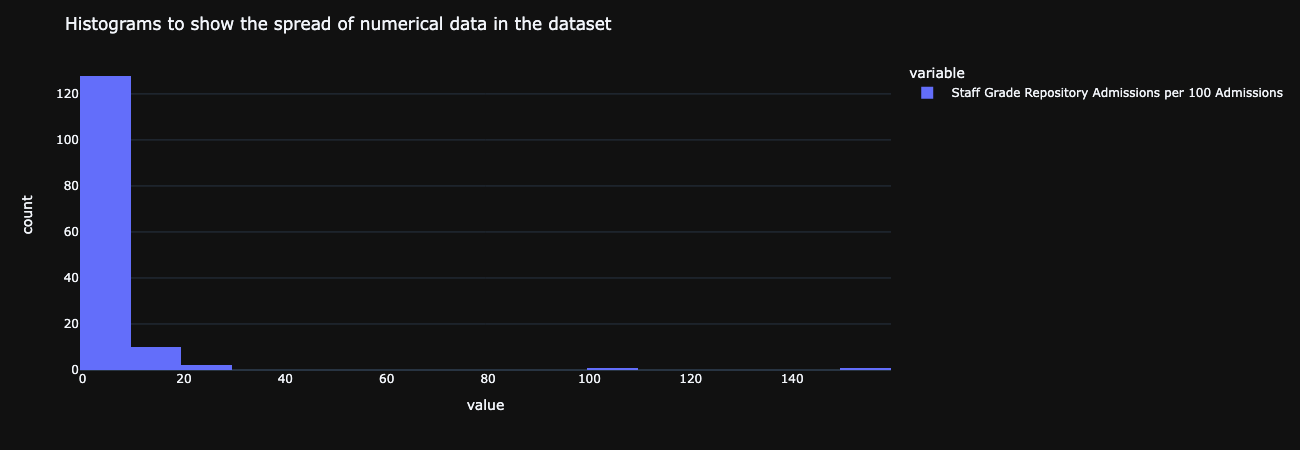 Histograms to show the spread of numerical data in the dataset
variable
Staff Grade Repository Admissions per 100 Admissions
120
100
80
60
40
20
0
count
0 20 40 60 80 100 120 140
value